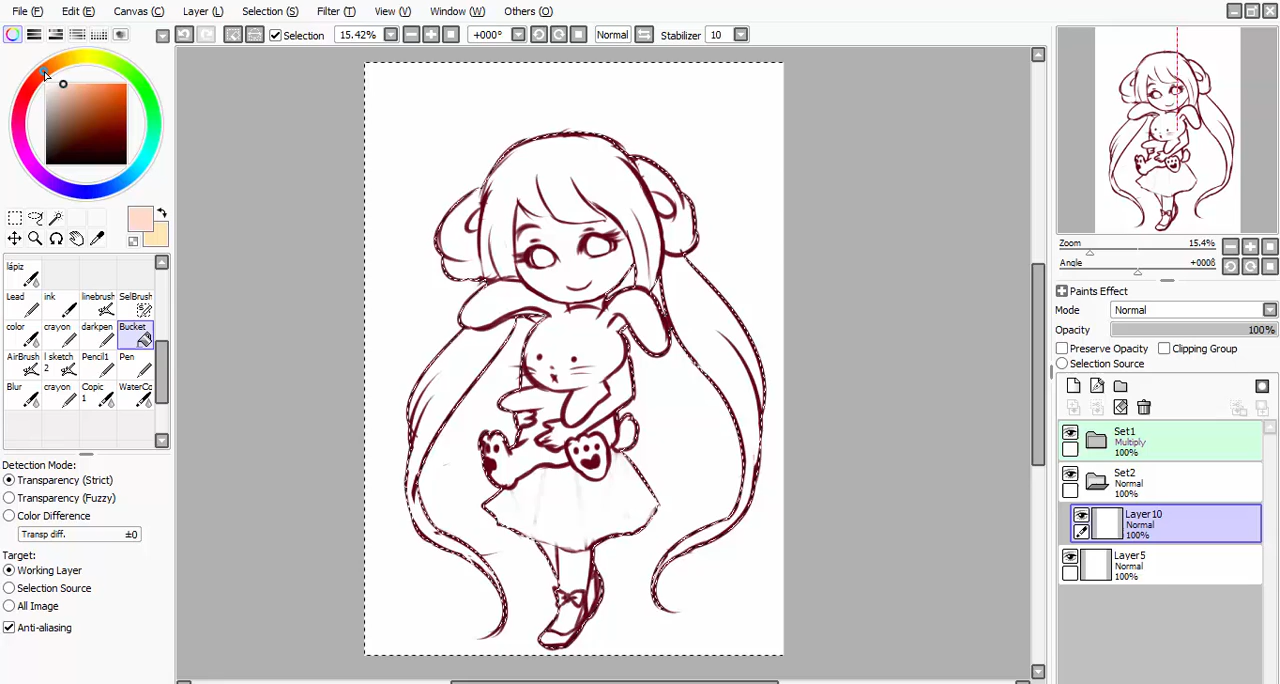 File (F) Edit (E) Canvas (C) Layer (L) Selection (S) Filter (T) View (V) Window (W) Others (O)
Selection 15.42% +000° Normal Stabilizer 10
lápiz
Lead ink linebrush SelBrush
color crayon darkpen Bucket
AirBrush l sketch 2 Pencil1 Pen
Blur crayon Copic 1 WaterCc
Detection Mode:
Transparency (Strict)
Transparency (Fuzzy)
Color Difference
Transp diff. ±0
Target:
Working Layer
Selection Source
All Image
Anti-aliasing
Zoom 15.4%
Angle +000θ
Paints Effect
Mode Normal
Opacity 100%
Preserve Opacity Clipping Group
Selection Source
Set1
Multiply
100%
Set2
Normal
100%
Layer10
Normal
100%
Layer5
Normal
100%